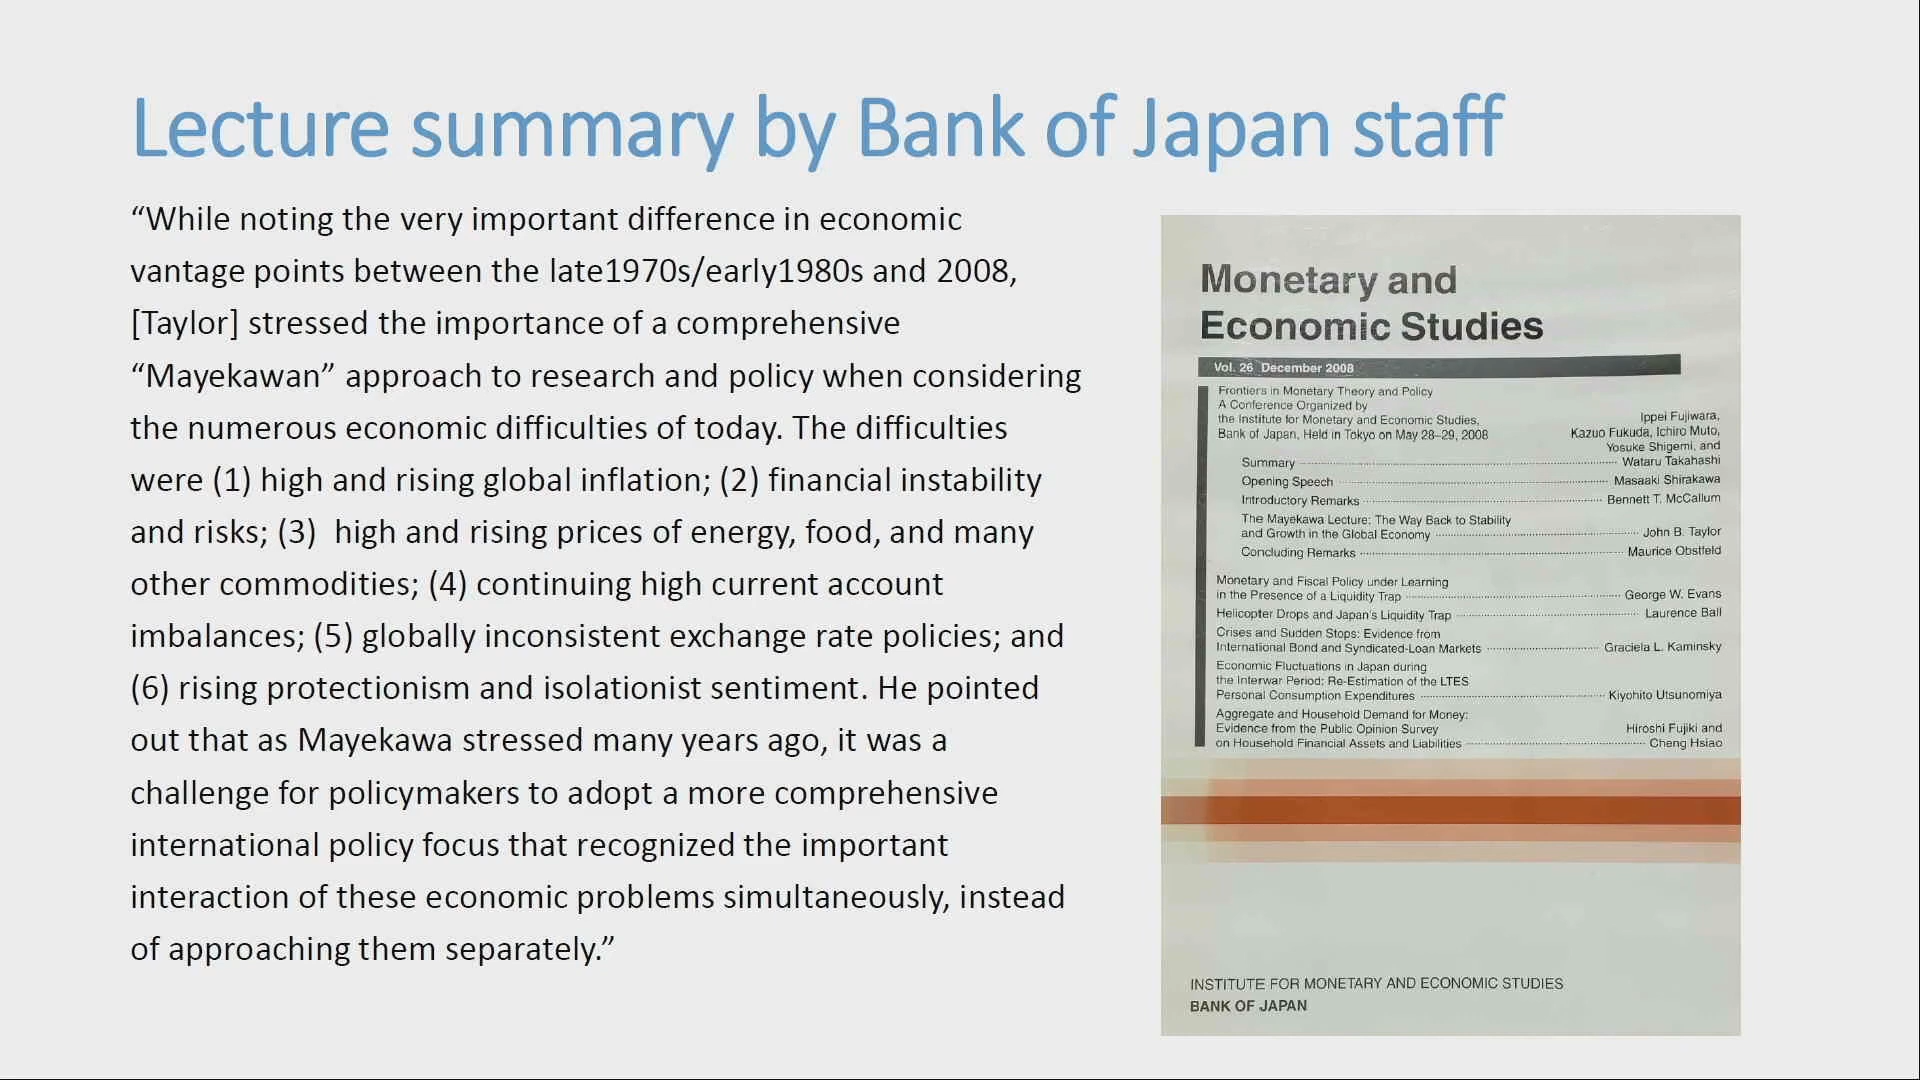 Lecture summary by Bank of Japan staff
“While noting the very important difference in economic
vantage points between the late1970s/early1980s and 2008,
[Taylor] stressed the importance of a comprehensive
“Mayekawan” approach to research and policy when considering
the numerous economic difficulties of today. The difficulties
were (1) high and rising global inflation; (2) financial instability
and risks; (3)  high and rising prices of energy, food, and many
other commodities; (4) continuing high current account
imbalances; (5) globally inconsistent exchange rate policies; and
(6) rising protectionism and isolationist sentiment. He pointed
out that as Mayekawa stressed many years ago, it was a
challenge for policymakers to adopt a more comprehensive
international policy focus that recognized the important
interaction of these economic problems simultaneously, instead
of approaching them separately.”
Monetary and
Economic Studies
Vol. 26 December 2008
Frontiers in Monetary Theory and Policy
A Conference Organized by
the Institute for Monetary and Economic Studies,
Bank of Japan, Held in Tokyo on May 28–29, 2008
Ippei Fujiwara,
Kazuo Fukuda, Ichiro Muto,
Yosuke Shigemi, and
Summary Wataru Takahashi
Opening Speech Masaaki Shirakawa
Introductory Remarks Bennett T. McCallum
The Mayekawa Lecture: The Way Back to Stability
and Growth in the Global Economy John B. Taylor
Concluding Remarks Maurice Obstfeld
Monetary and Fiscal Policy under Learning
in the Presence of a Liquidity Trap George W. Evans
Helicopter Drops and Japan's Liquidity Trap Laurence Ball
Crises and Sudden Stops: Evidence from
International Bond and Syndicated-Loan Markets Graciela L. Kaminsky
Economic Fluctuations in Japan during
the Interwar Period: Re-Estimation of the LTES
Personal Consumption Expenditures Kiyohito Utsunomiya
Aggregate and Household Demand for Money:
Evidence from the Public Opinion Survey Hiroshi Fujiki and
on Household Financial Assets and Liabilities Cheng Hsiao
INSTITUTE FOR MONETARY AND ECONOMIC STUDIES
BANK OF JAPAN